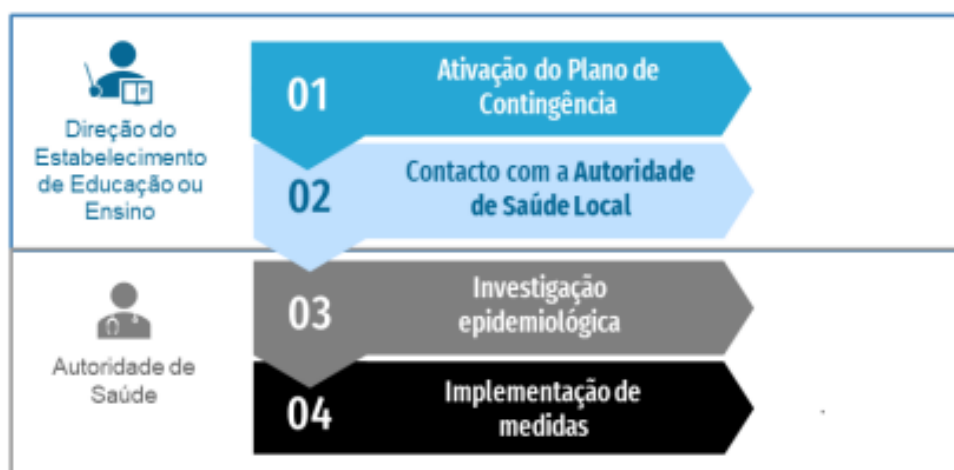 Direção do
Estabelecimento
de Educação ou
Ensino
01
Ativação do Plano de
Contingência
02
Contacto com a Autoridade
de Saúde Local
Autoridade de
Saúde
03
Investigação
epidemiológica
04
Implementação de
medidas